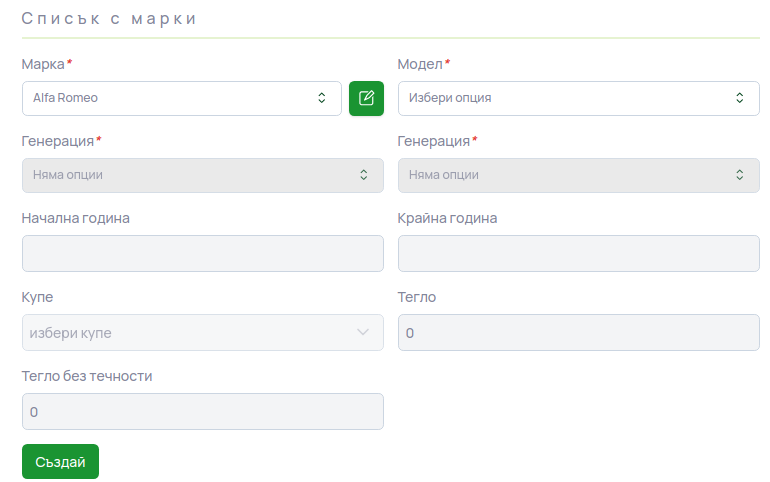 Списък с марки
Марка* Модел*
Alfa Romeo Избери опция
Генерация* Генерация*
Няма опции Няма опции
Начална година Крайна година
Купе Тегло
избери купе 0
Тегло без течности
0
Създай